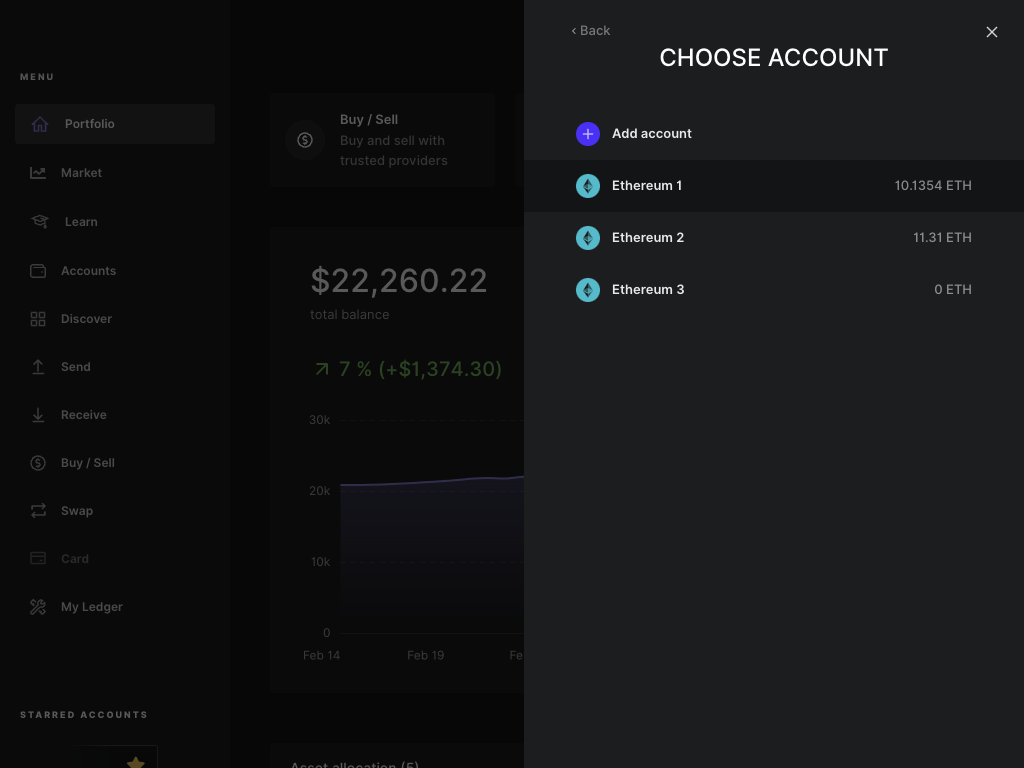 MENU
Portfolio
Market
Learn
Accounts
Discover
Send
Receive
Buy / Sell
Swap
Card
My Ledger
STARRED ACCOUNTS
Buy / Sell
Buy and sell with
trusted providers
$22,260.22
total balance
7 % (+$1,374.30)
30k
20k
10k
0
Feb 14
Feb 19
Fe
Asset allocation (5)
‹ Back
CHOOSE ACCOUNT
Add account
Ethereum 1 10.1354 ETH
Ethereum 2 11.31 ETH
Ethereum 3 0 ETH